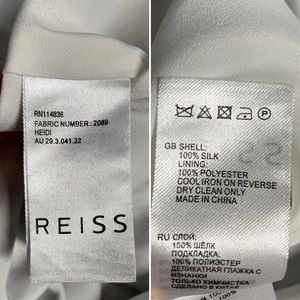 RN114836
FABRIC NUMBER : 2089
HEIDI
AU 29.3.041.32
REISS
GB SHELL:
100% SILK
LINING:
100% POLYESTER
COOL IRON ON REVERSE
DRY CLEAN ONLY
MADE IN CHINA
RU СЛОЙ:
100% ШЁЛК
ПОДКЛАДКА:
100% ПОЛИЭСТЕР
ДЕЛИКАТНАЯ ГЛАЖКА С
ИЗНАНКИ
ТОЛЬКО ХИМЧИСТКА
СДЕЛАНО В КИТАЕ
100%